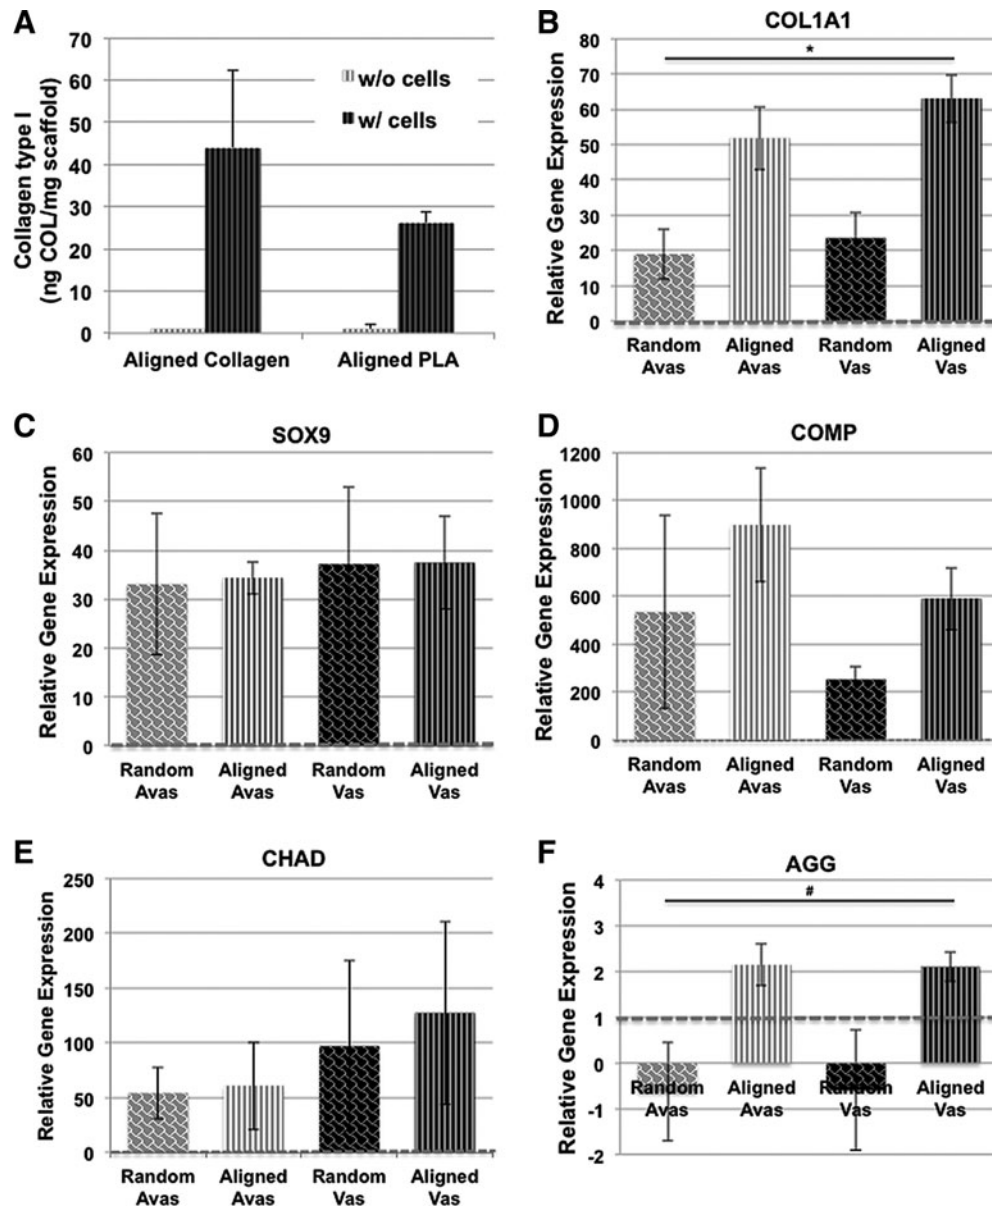 A
70
60
50
40
30
20
10
0
Collagen type I
(ng COL/mg scaffold)
w/o cells
w/ cells
Aligned Collagen
Aligned PLA
B
COL1A1
80
70
60
50
40
30
20
10
0
Relative Gene Expression
*
Random
Avas
Aligned
Avas
Random
Vas
Aligned
Vas
C
SOX9
60
50
40
30
20
10
0
Relative Gene Expression
Random
Avas
Aligned
Avas
Random
Vas
Aligned
Vas
D
COMP
1200
1000
800
600
400
200
0
Relative Gene Expression
Random
Avas
Aligned
Avas
Random
Vas
Aligned
Vas
E
CHAD
250
200
150
100
50
0
Relative Gene Expression
Random
Avas
Aligned
Avas
Random
Vas
Aligned
Vas
F
AGG
4
3
2
1
0
-1
-2
Relative Gene Expression
#
Random
Avas
Aligned
Avas
Random
Vas
Aligned
Vas